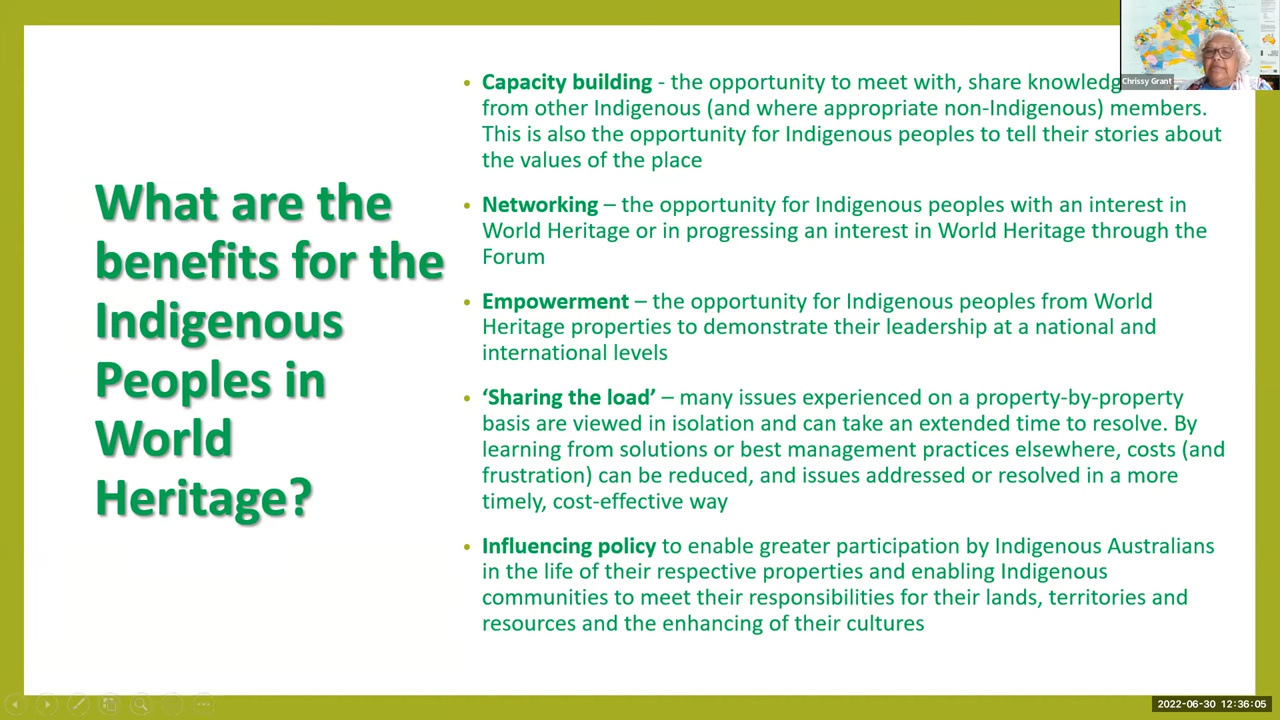 What are the
benefits for the
Indigenous
Peoples in
World
Heritage?
• Capacity building - the opportunity to meet with, share
from other Indigenous (and where appropriate non-Indigenous) members.
This is also the opportunity for Indigenous peoples to tell their stories about
the values of the place
• Networking – the opportunity for Indigenous peoples with an interest in
World Heritage or in progressing an interest in World Heritage through the
Forum
• Empowerment – the opportunity for Indigenous peoples from World
Heritage properties to demonstrate their leadership at a national and
international levels
• ‘Sharing the load’ – many issues experienced on a property-by-property
basis are viewed in isolation and can take an extended time to resolve. By
learning from solutions or best management practices elsewhere, costs (and
frustration) can be reduced, and issues addressed or resolved in a more
timely, cost-effective way
• Influencing policy to enable greater participation by Indigenous Australians
in the life of their respective properties and enabling Indigenous
communities to meet their responsibilities for their lands, territories and
resources and the enhancing of their cultures
Chrissy Grant
2022-06-30 12:36:05